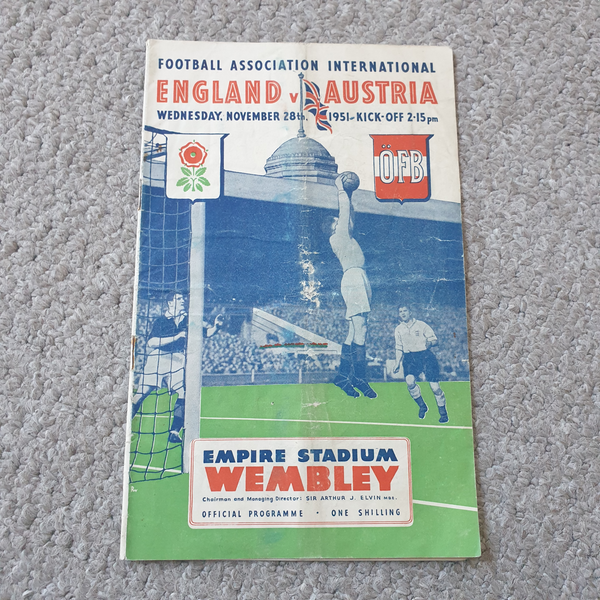 FOOTBALL ASSOCIATION INTERNATIONAL
ENGLAND v AUSTRIA
WEDNESDAY, NOVEMBER 28th. 1951 - KICK-OFF 2·15 pm
ÖFB
EMPIRE STADIUM
WEMBLEY
Chairman and Managing Director: SIR ARTHUR J. ELVIN MBE.
OFFICIAL PROGRAMME · ONE SHILLING